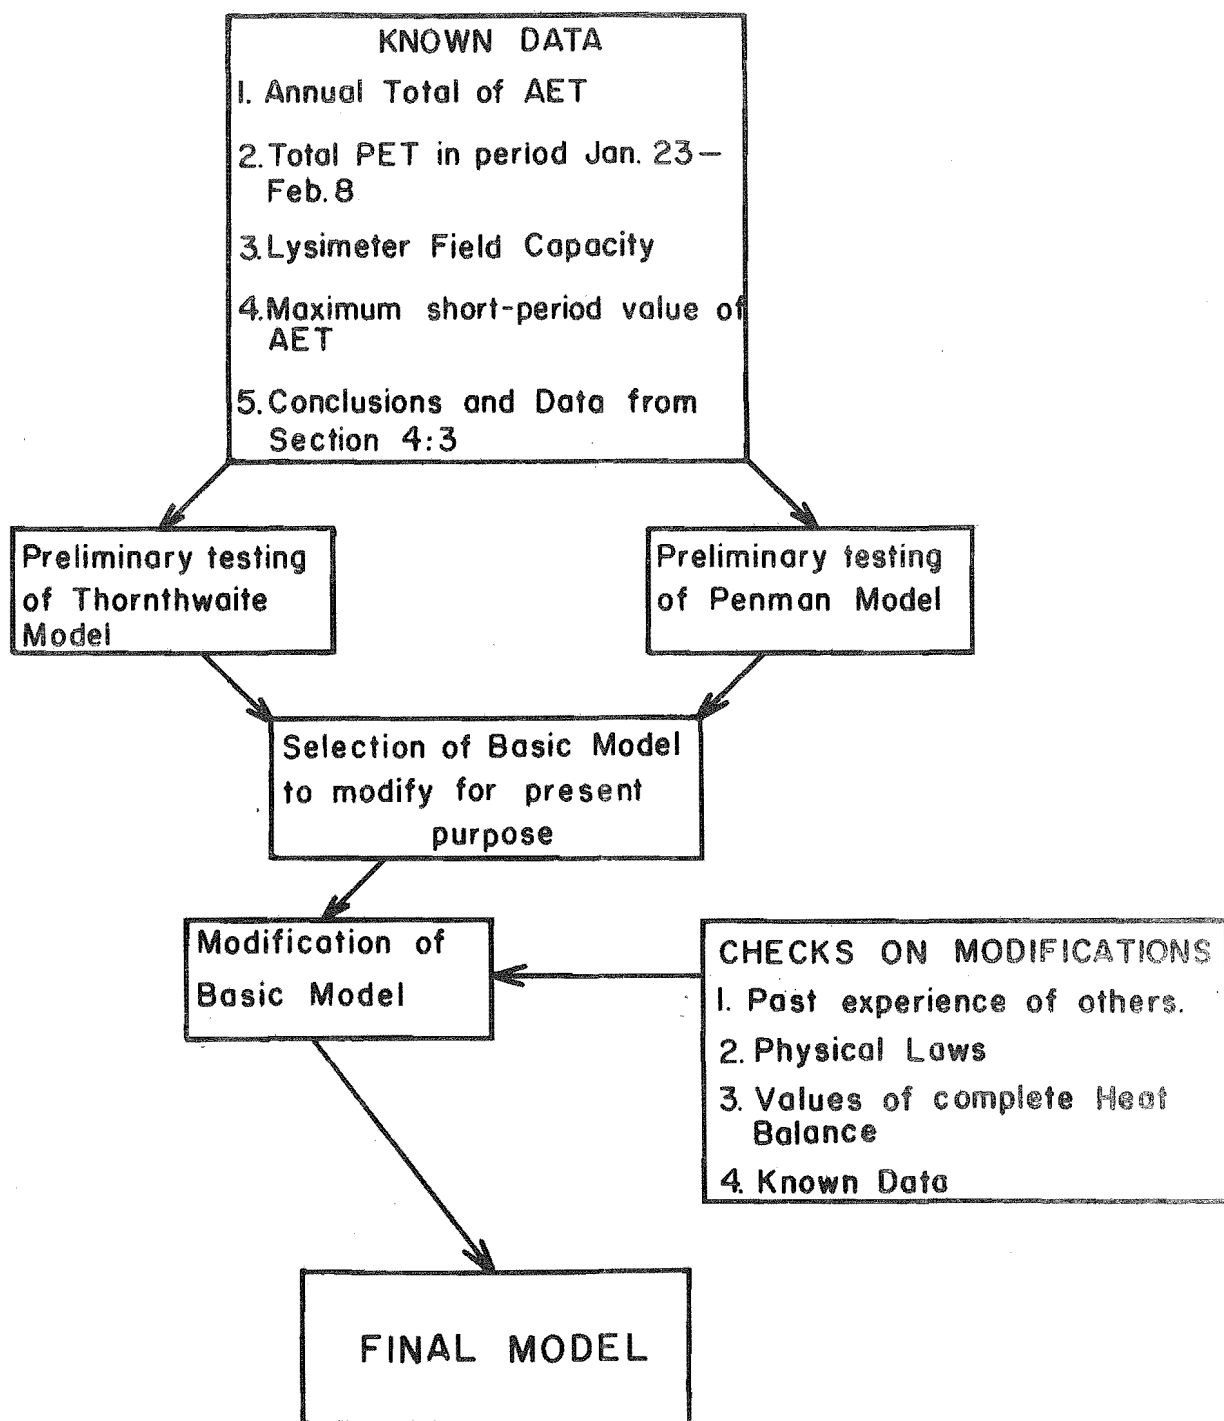 KNOWN DATA
1. Annual Total of AET
2. Total PET in period Jan. 23–
Feb. 8
3. Lysimeter Field Capacity
4. Maximum short-period value of
AET
5. Conclusions and Data from
Section 4:3
Preliminary testing
of Thornthwaite
Model
Preliminary testing
of Penman Model
Selection of Basic Model
to modify for present
purpose
Modification of
Basic Model
CHECKS ON MODIFICATIONS
1. Past experience of others.
2. Physical Laws
3. Values of complete Heat
Balance
4. Known Data
FINAL MODEL